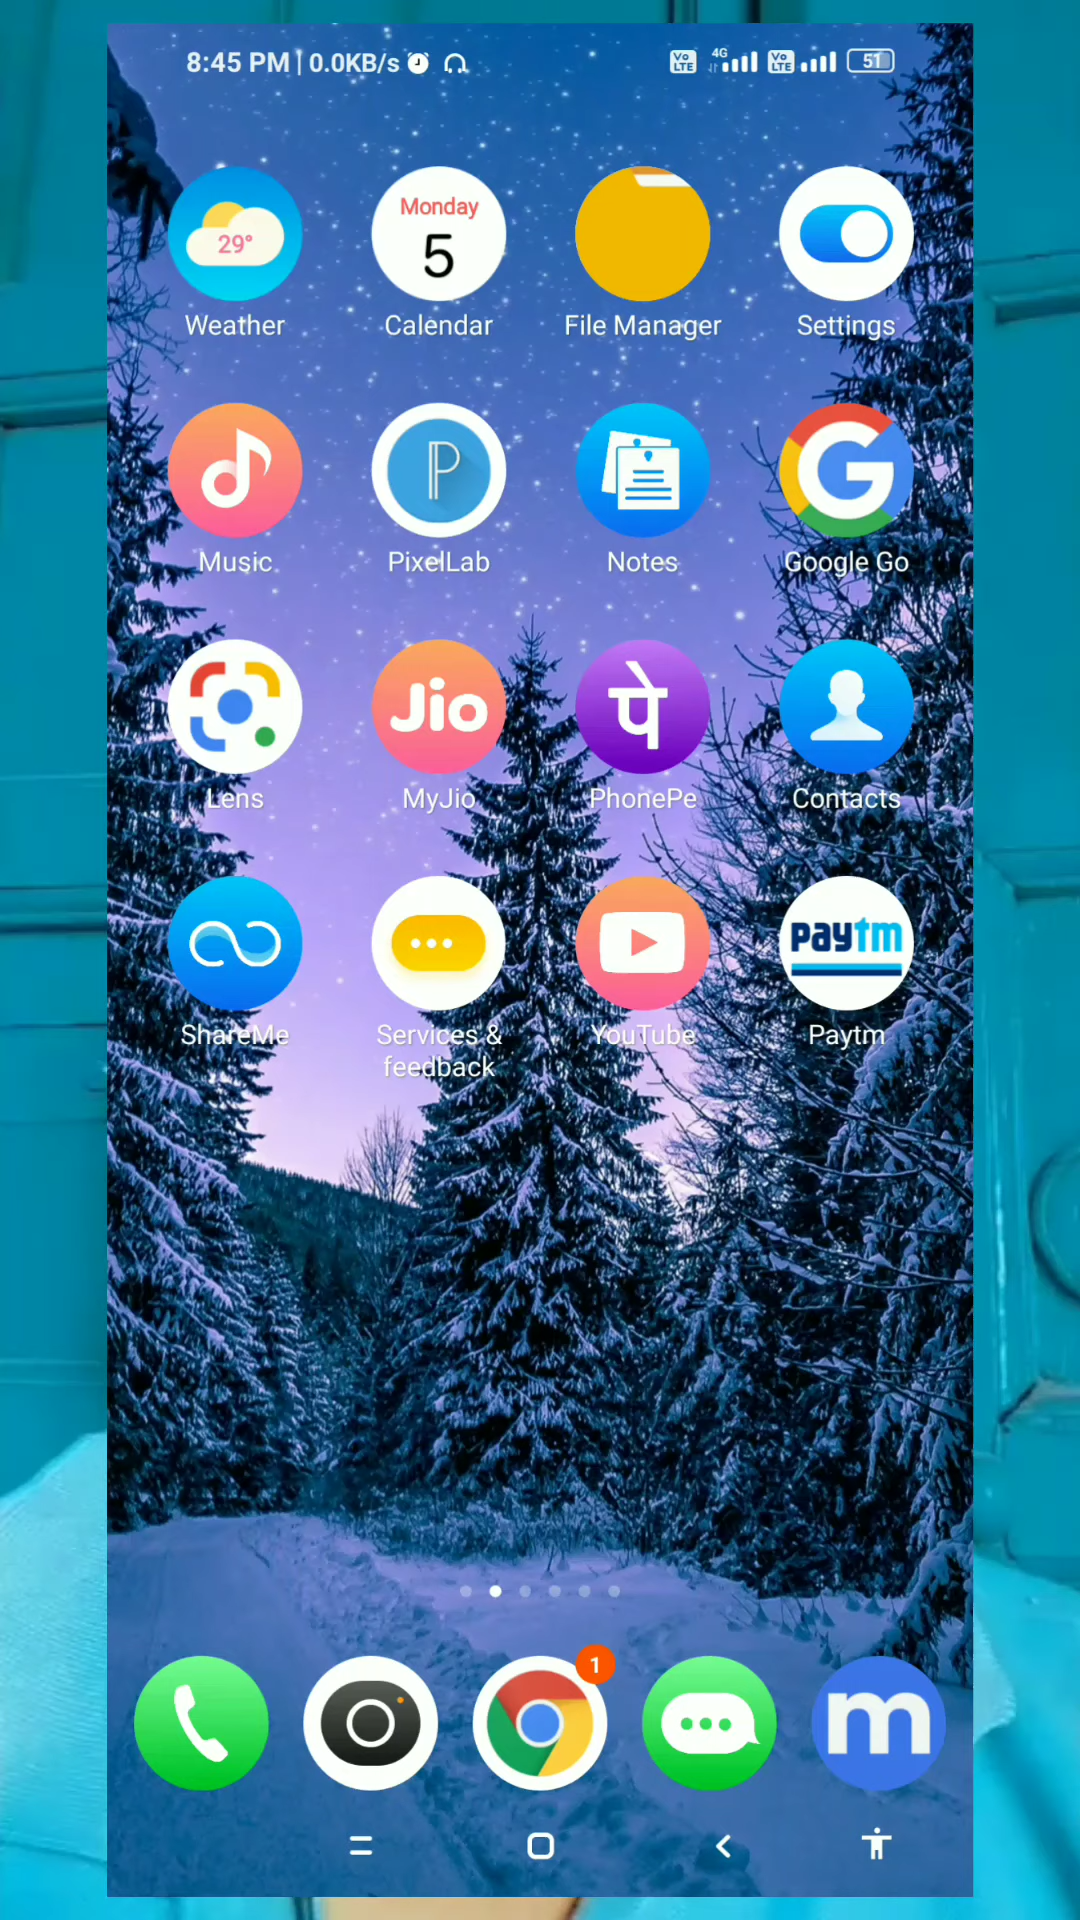 8:45 PM | 0.0KB/s Vo LTE 4G Vo LTE 51
29°
Monday
5
Weather Calendar File Manager Settings
P G
Music PixelLab Notes Google Go
Jio पे
Lens MyJio PhonePe Contacts
paytm
ShareMe Services & YouTube Paytm
feedback
1
m